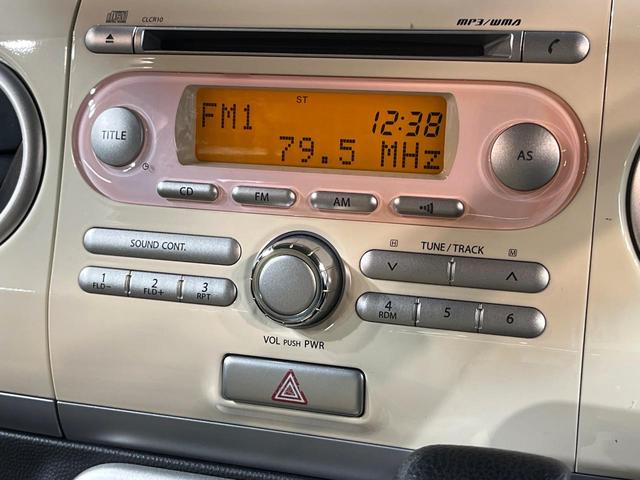 CLCR10
MP3/WMA
TITLE
FM1
ST
12:38
79.5 MHz
AS
CD
FM
AM
SOUND CONT.
H
TUNE/TRACK
M
1 FLD-
2 FLD+
3 RPT
4 RDM
5
6
VOL PUSH PWR